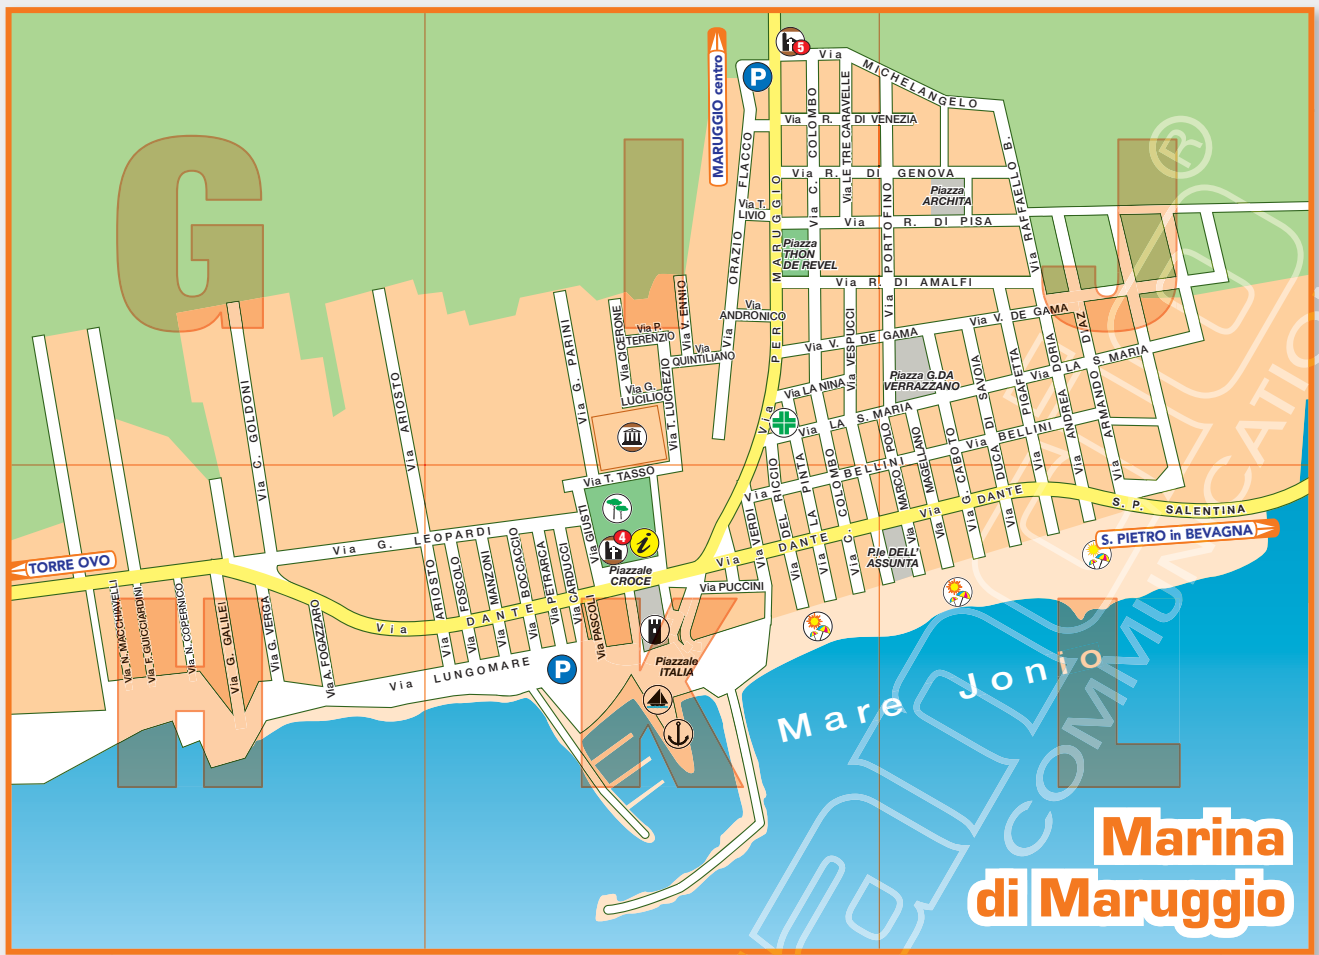 G
I
J
H
K
L
MARUGGIO centro
5
P
Via MICHELANGELO
Via R. DI VENEZIA
Via C. COLOMBO
Via LE TRE CARAVELLE
Via R. DI GENOVA
Piazza
ARCHITA
Via RAFFAELLO B.
Via T.
LIVIO
Via R. DI PISA
Via ORAZIO FLACCO
Via PER MARUGGIO
Piazza
THON
DE REVEL
Via PORTOFINO
Via R. DI AMALFI
Via
ANDRONICO
Via V. DE GAMA
Via V. DE GAMA
Via VESPUCCI
Piazza G.DA
VERRAZZANO
Via LA NINA
Via LA S. MARIA
Via LA S. MARIA
Via BELLINI
Via BELLINI
Via C. GOLDONI
Via ARIOSTO
Via G. PARINI
Via CICERONE
Via P.
TERENZIO
Via V. ENNIO
Via
QUINTILIANO
Via G.
LUCILIO
Via T. LUCREZIO
Via T. TASSO
Via GIUSTI
4
i
Piazzale
CROCE
Via G. LEOPARDI
Via VERDI
Via DEL RICCIO
Via LA PINTA
Via C. COLOMBO
Via MARCO POLO
Via MAGELLANO
Via G. CABOTO
Via DUCA DI SAVOIA
Via PIGAFETTA
Via ANDREA DORIA
Via ARMANDO DIAZ
Via DANTE
Via DANTE
Via DANTE
S. P. SALENTINA
S. PIETRO in BEVAGNA
P.le DELL'
ASSUNTA
Via PUCCINI
TORRE OVO
Via N. MACCHIAVELLI
Via F. GUICCIARDINI
Via N. COPERNICO
Via G. GALILEI
Via G. VERGA
Via A. FOGAZZARO
Via ARIOSTO
Via FOSCOLO
Via MANZONI
Via BOCCACCIO
Via PETRARCA
Via CARDUCCI
Via PASCOLI
Via LUNGOMARE
P
Piazzale
ITALIA
Mare Jonio
®
COMMUNICATION
Marina
di Maruggio